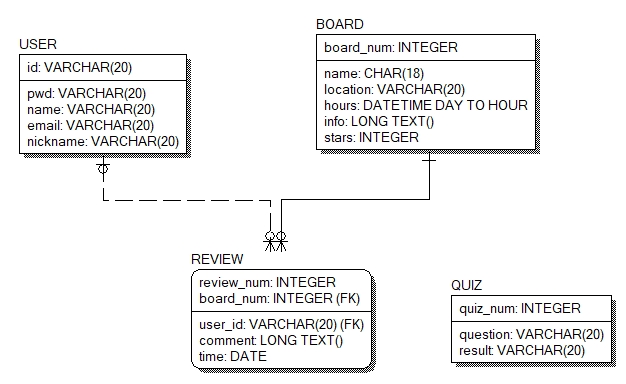 BOARD
board_num: INTEGER
name: CHAR(18)
location: VARCHAR(20)
hours: DATETIME DAY TO HOUR
info: LONG TEXT()
stars: INTEGER
USER
id: VARCHAR(20)
pwd: VARCHAR(20)
name: VARCHAR(20)
email: VARCHAR(20)
nickname: VARCHAR(20)
REVIEW
review_num: INTEGER
board_num: INTEGER (FK)
user_id: VARCHAR(20) (FK)
comment: LONG TEXT()
time: DATE
QUIZ
quiz_num: INTEGER
question: VARCHAR(20)
result: VARCHAR(20)